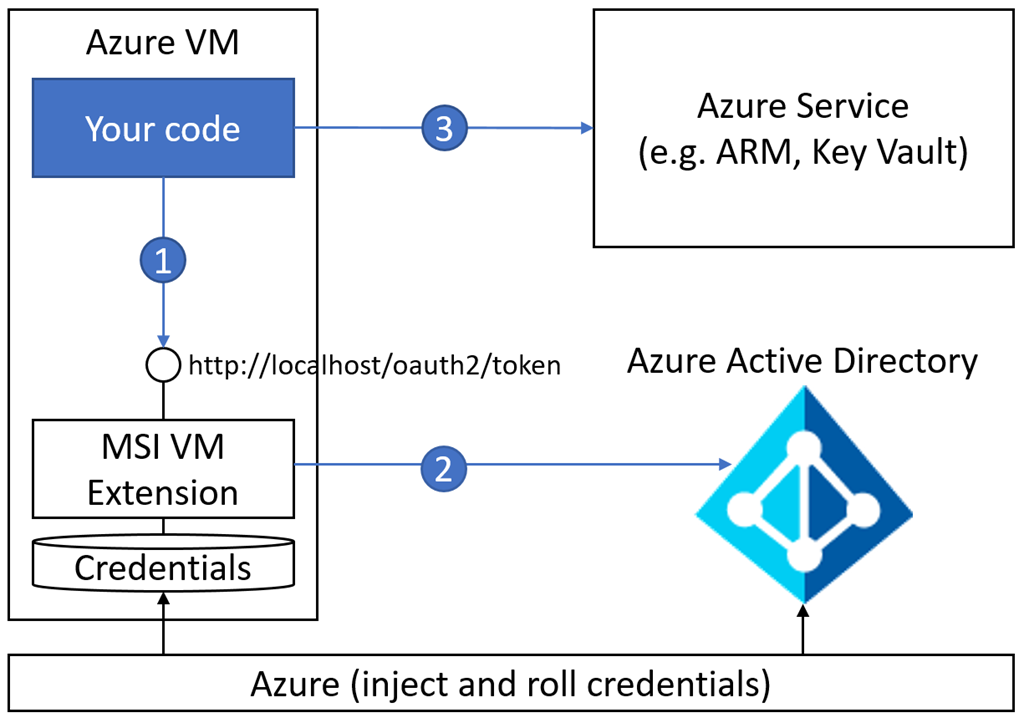 Azure VM
Your code
3
Azure Service
(e.g. ARM, Key Vault)
1
http://localhost/oauth2/token
Azure Active Directory
MSI VM
Extension
2
Credentials
Azure (inject and roll credentials)